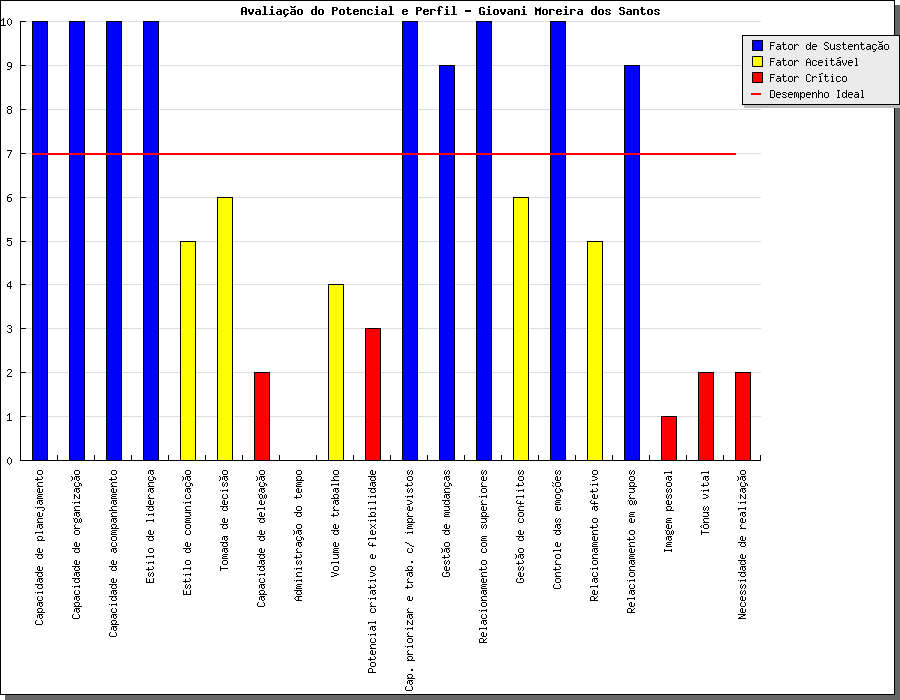 Avaliação do Potencial e Perfil - Giovani Moreira dos Santos
Fator de Sustentação
Fator Aceitável
Fator Crítico
Desempenho Ideal
10
9
8
7
6
5
4
3
2
1
0
Capacidade de planejamento
Capacidade de organização
Capacidade de acompanhamento
Estilo de liderança
Estilo de comunicação
Tomada de decisão
Capacidade de delegação
Administração do tempo
Volume de trabalho
Potencial criativo e flexibilidade
Cap. priorizar e trab. c/ imprevistos
Gestão de mudanças
Relacionamento com superiores
Gestão de conflitos
Controle das emoções
Relacionamento afetivo
Relacionamento em grupos
Imagem pessoal
Tônus vital
Necessidade de realização